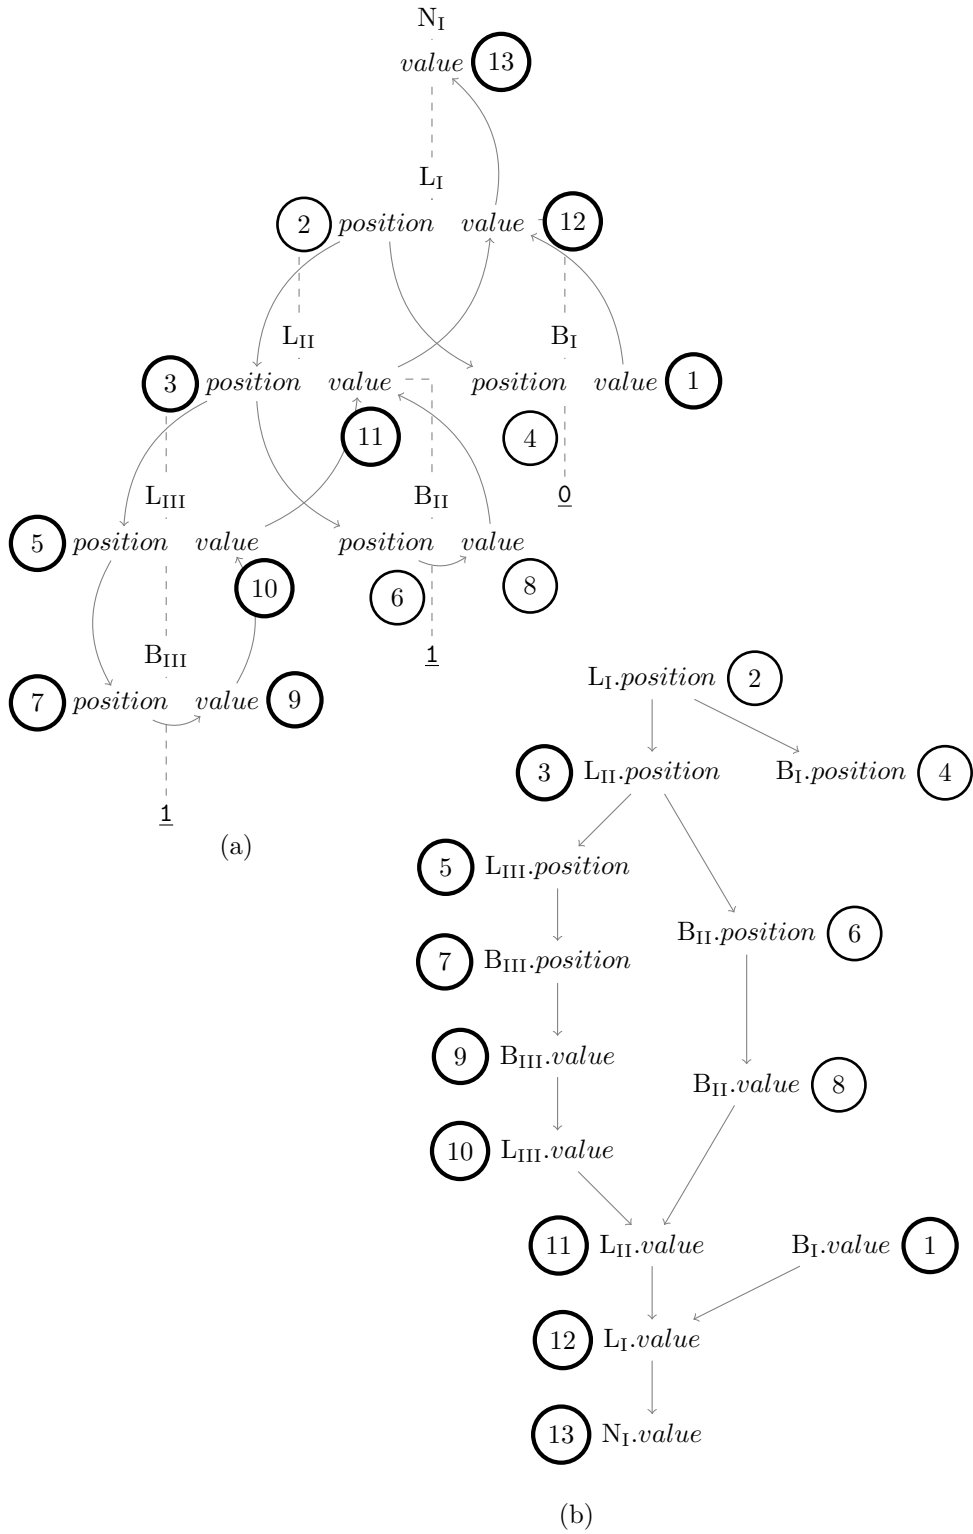 N_I
value 13
L_I
2 position value 12
L_II B_I
3 position value position value 1
11 4
L_III B_II 0
5 position value position value
10 6 8
B_III 1
7 position value 9
1
(a)
L_I.position 2
3 L_II.position B_I.position 4
5 L_III.position
B_II.position 6
7 B_III.position
9 B_III.value
B_II.value 8
10 L_III.value
11 L_II.value B_I.value 1
12 L_I.value
13 N_I.value
(b)